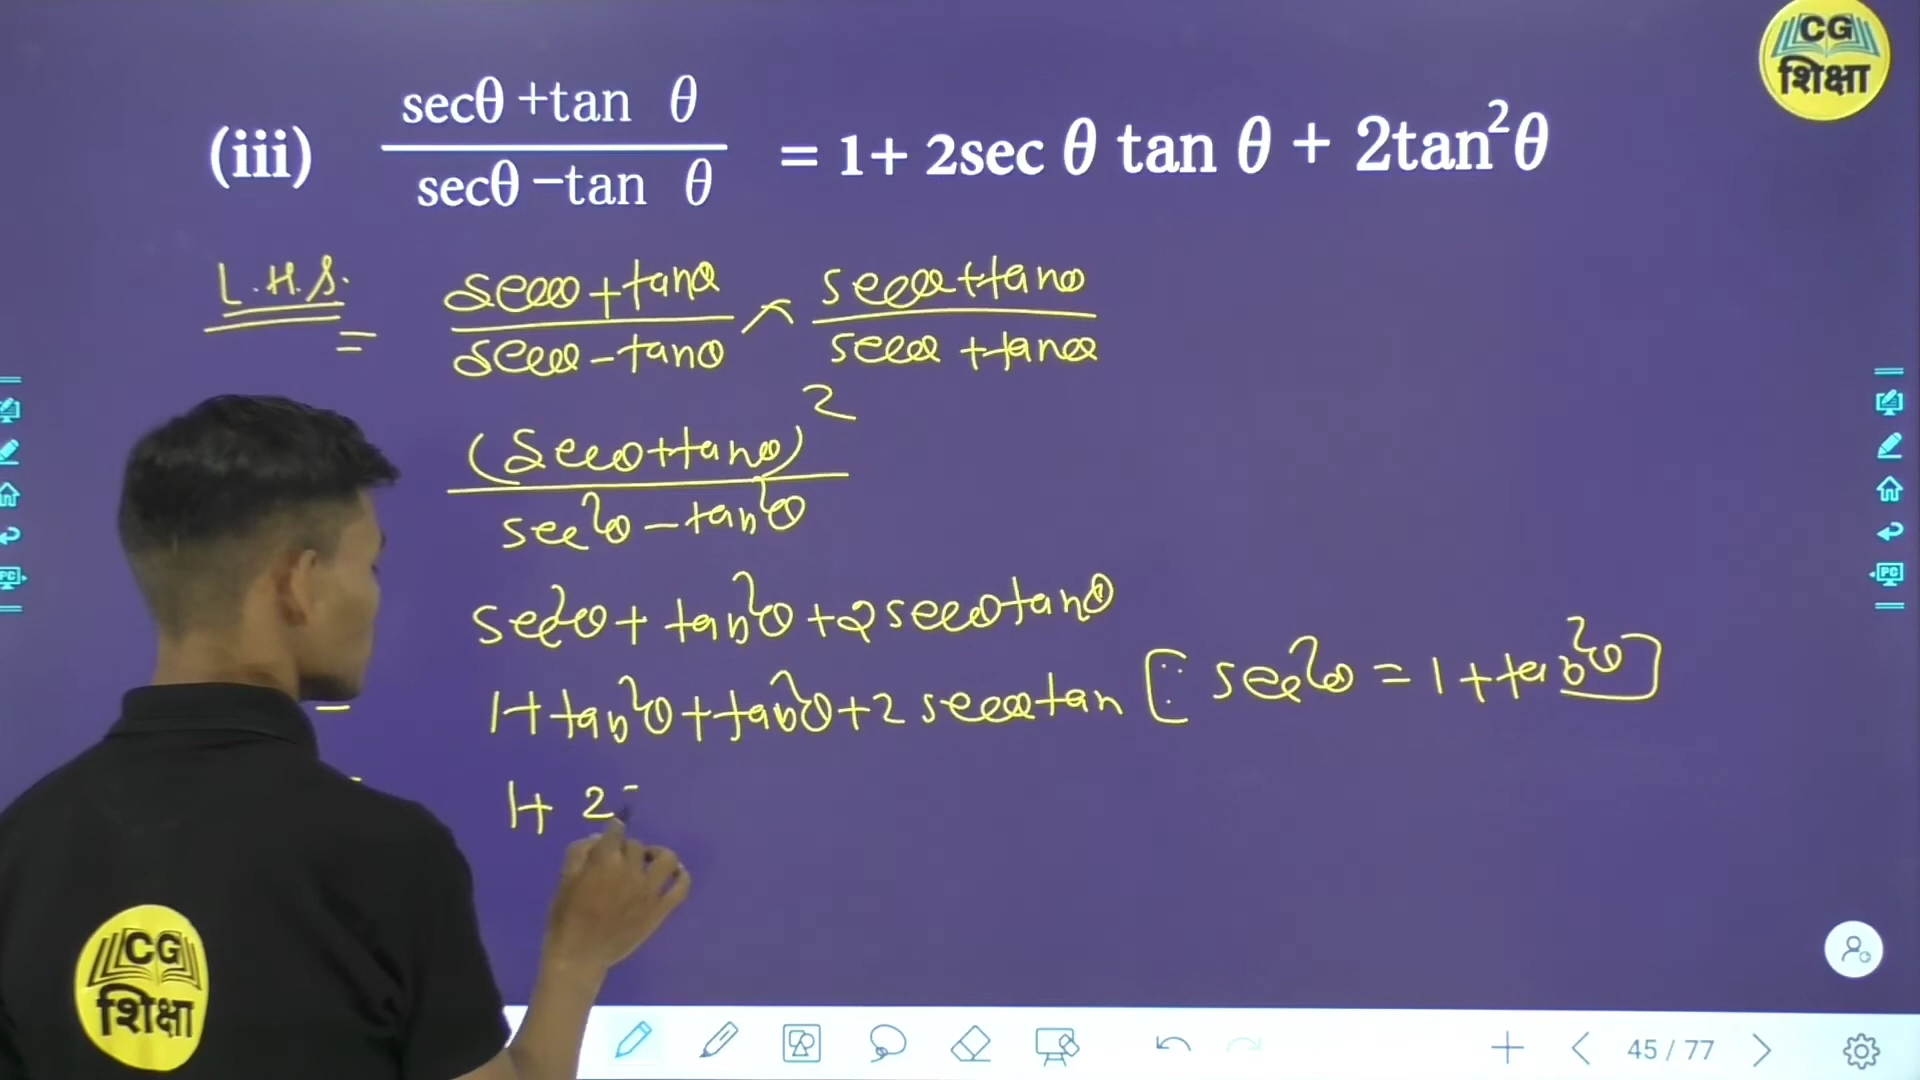 CG
शिक्षा
(iii) secθ +tan θ / secθ −tan θ = 1+ 2sec θ tan θ + 2tan²θ
L.H.S. = secθ+tanθ / secθ-tanθ × secθ+tanθ / secθ+tanθ
(secθ+tanθ)² / sec²θ-tan²θ
sec²θ + tan²θ +2secθtanθ
1+tan²θ+tan²θ+2 secθtan [∵ sec²θ = 1+tan²θ]
1+ 2
CG
शिक्षा
45 / 77
PC
PC